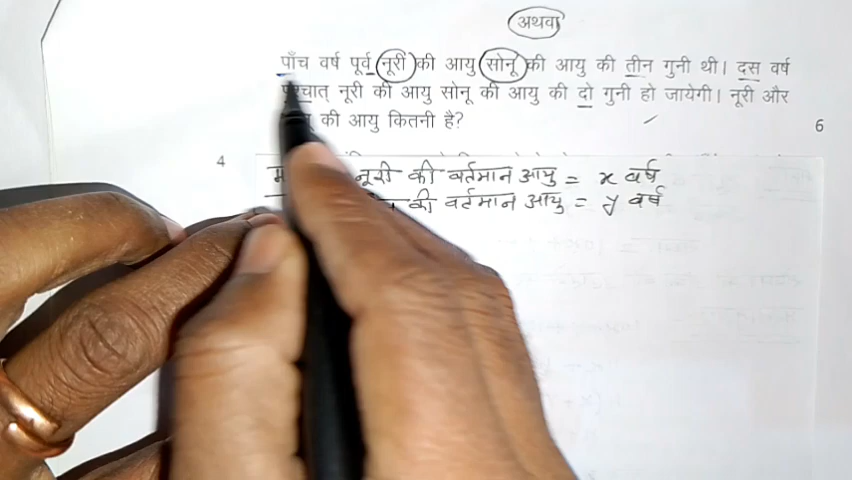 अथवा
पाँच वर्ष पूर्व नूरी की आयु सोनू की आयु की तीन गुनी थी। दस वर्ष
नूरी की आयु सोनू की आयु की दो गुनी हो जायेगी। नूरी और
की आयु कितनी है?
6
4
नूरी की वर्तमान आयु = x वर्ष
की वर्तमान आयु = y वर्ष